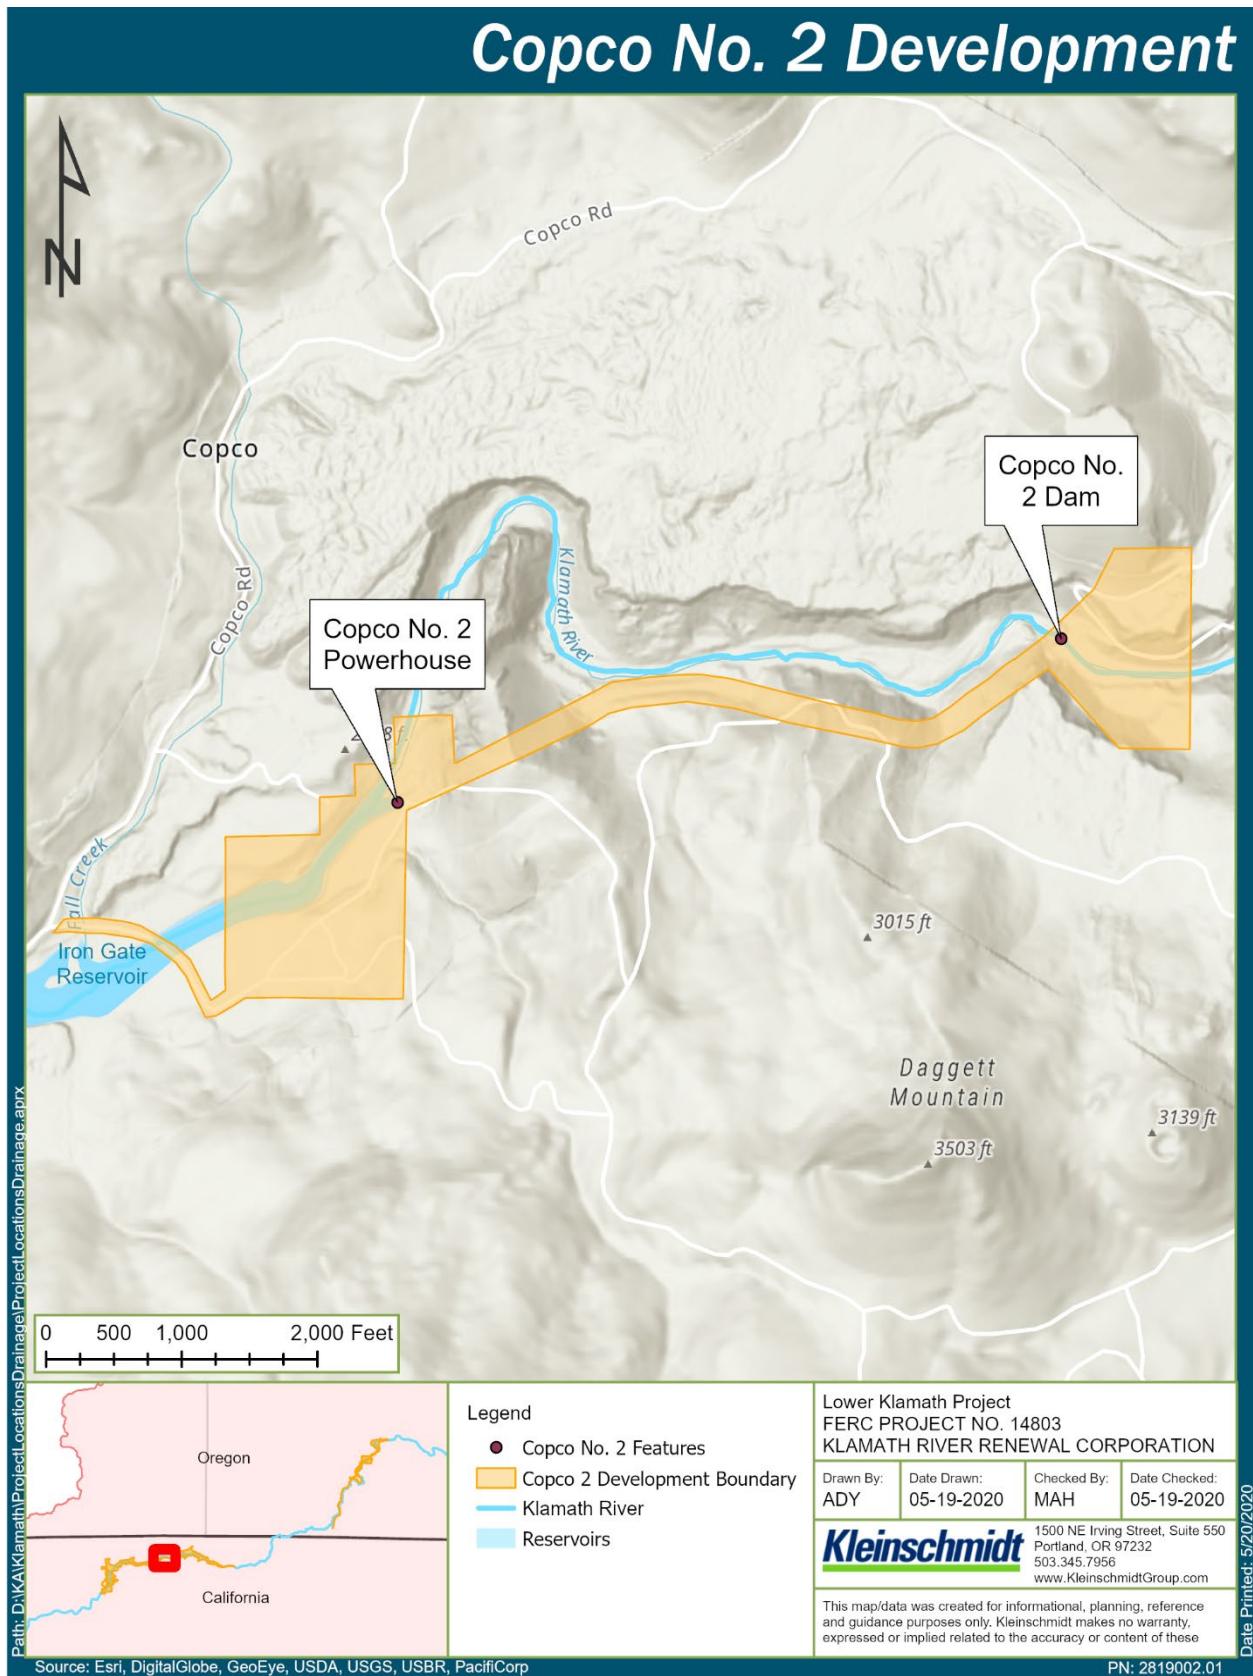 Copco No. 2 Development
N
Copco Rd
Copco
Copco No.
2 Dam
Copco Rd
Klamath River
Copco No. 2
Powerhouse
Fall Creek
Iron Gate
Reservoir
3015 ft
Daggett
Mountain
3139 ft
3503 ft
0 500 1,000 2,000 Feet
Path: D:\KA\Klamath\ProjectLocationsDrainage\ProjectLocationsDrainage.aprx
Oregon
California
Legend
Copco No. 2 Features
Copco 2 Development Boundary
Klamath River
Reservoirs
Lower Klamath Project
FERC PROJECT NO. 14803
KLAMATH RIVER RENEWAL CORPORATION
Drawn By:
ADY
Date Drawn:
05-19-2020
Checked By:
MAH
Date Checked:
05-19-2020
Kleinschmidt
1500 NE Irving Street, Suite 550
Portland, OR 97232
503.345.7956
www.KleinschmidtGroup.com
This map/data was created for informational, planning, reference
and guidance purposes only. Kleinschmidt makes no warranty,
expressed or implied related to the accuracy or content of these
Date Printed: 5/20/2020
Source: Esri, DigitalGlobe, GeoEye, USDA, USGS, USBR, PacifiCorp
PN: 2819002.01